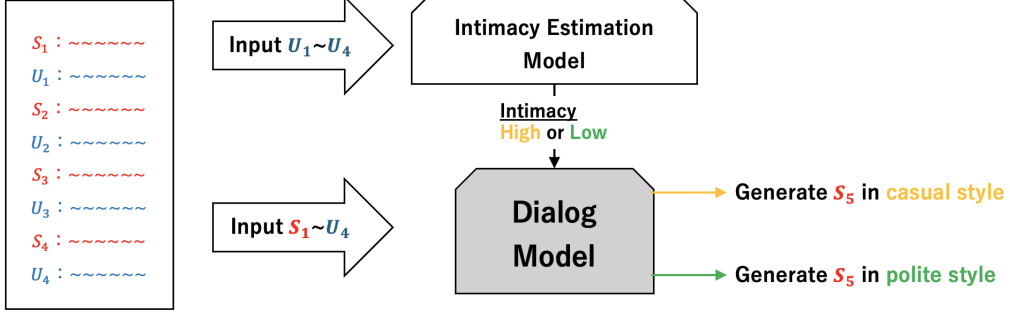 S₁ : ~~~~~~
U₁ : ~~~~~~
S₂ : ~~~~~~
U₂ : ~~~~~~
S₃ : ~~~~~~
U₃ : ~~~~~~
S₄ : ~~~~~~
U₄ : ~~~~~~
Input U₁~U₄
Intimacy Estimation
Model
Intimacy
High or Low
Input S₁~U₄
Dialog
Model
Generate S₅ in casual style
Generate S₅ in polite style